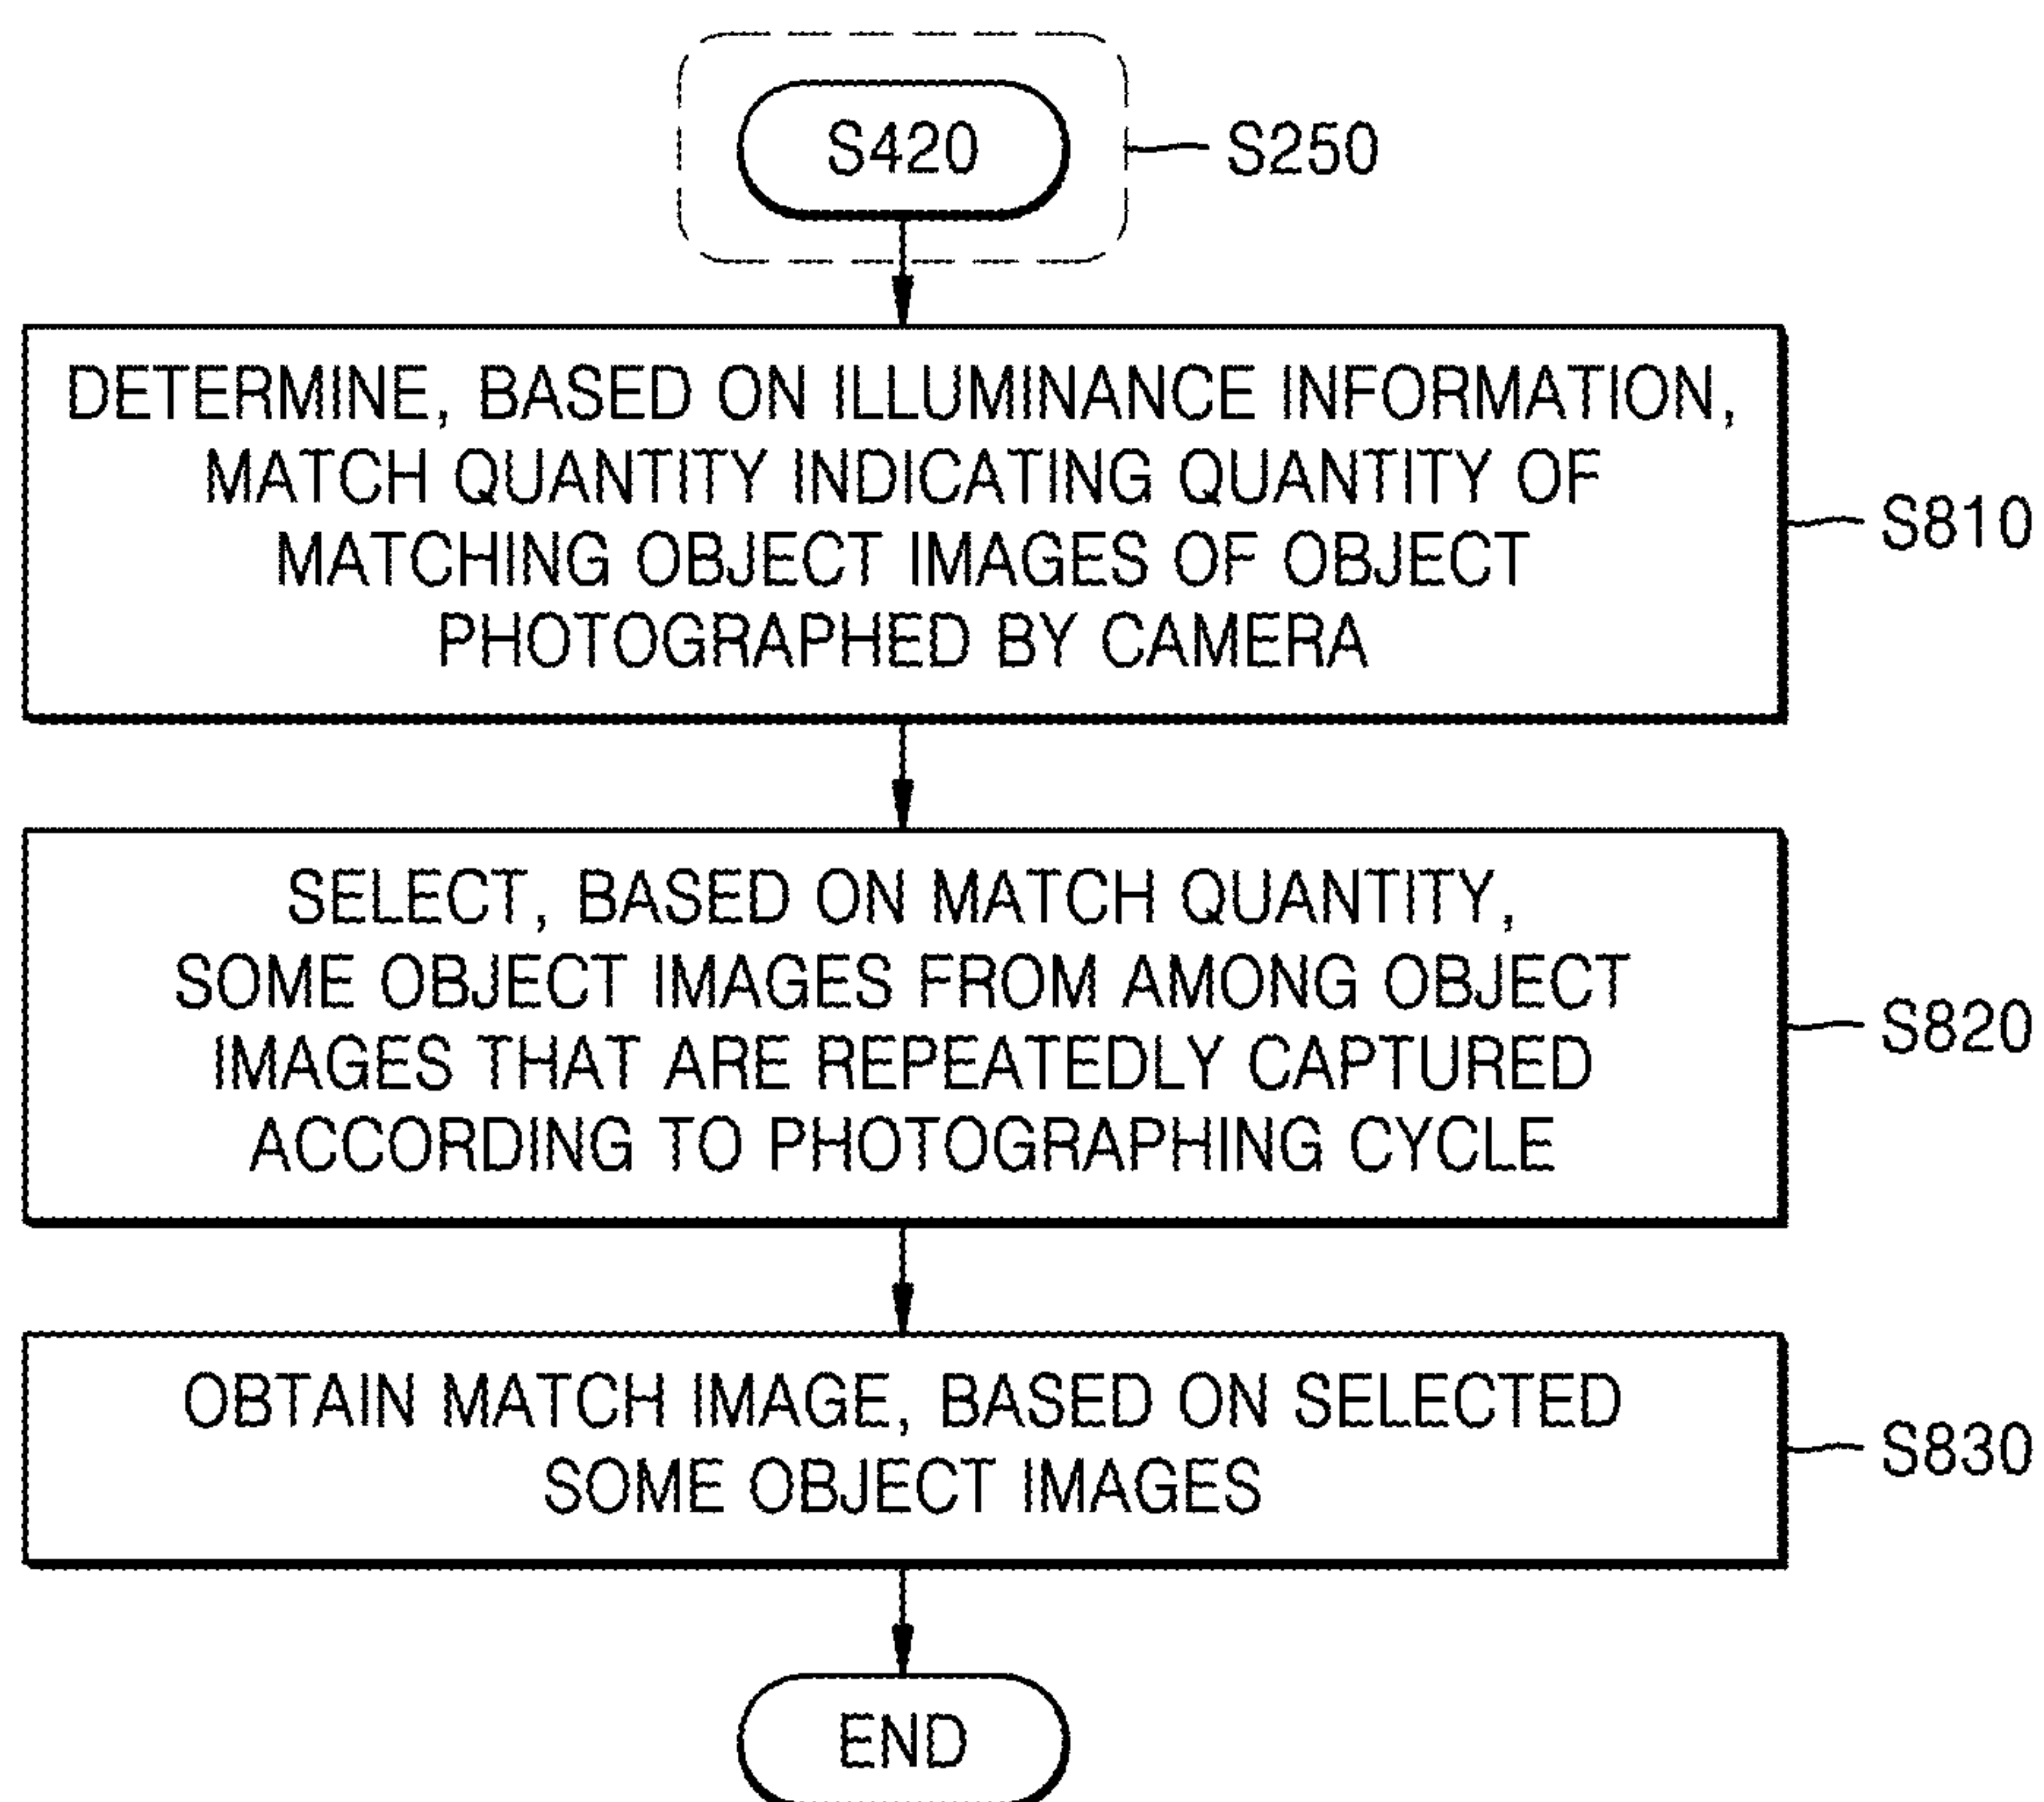 S420
S250
DETERMINE, BASED ON ILLUMINANCE INFORMATION,
MATCH QUANTITY INDICATING QUANTITY OF
MATCHING OBJECT IMAGES OF OBJECT
PHOTOGRAPHED BY CAMERA
S810
SELECT, BASED ON MATCH QUANTITY,
SOME OBJECT IMAGES FROM AMONG OBJECT
IMAGES THAT ARE REPEATEDLY CAPTURED
ACCORDING TO PHOTOGRAPHING CYCLE
S820
OBTAIN MATCH IMAGE, BASED ON SELECTED
SOME OBJECT IMAGES
S830
END